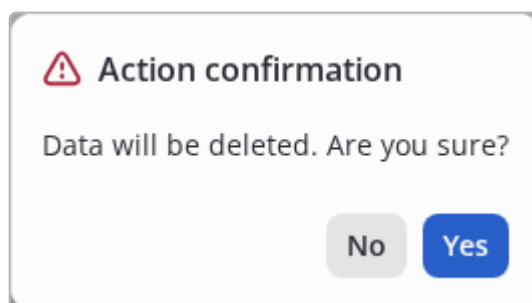 Action confirmation
Data will be deleted. Are you sure?
No Yes